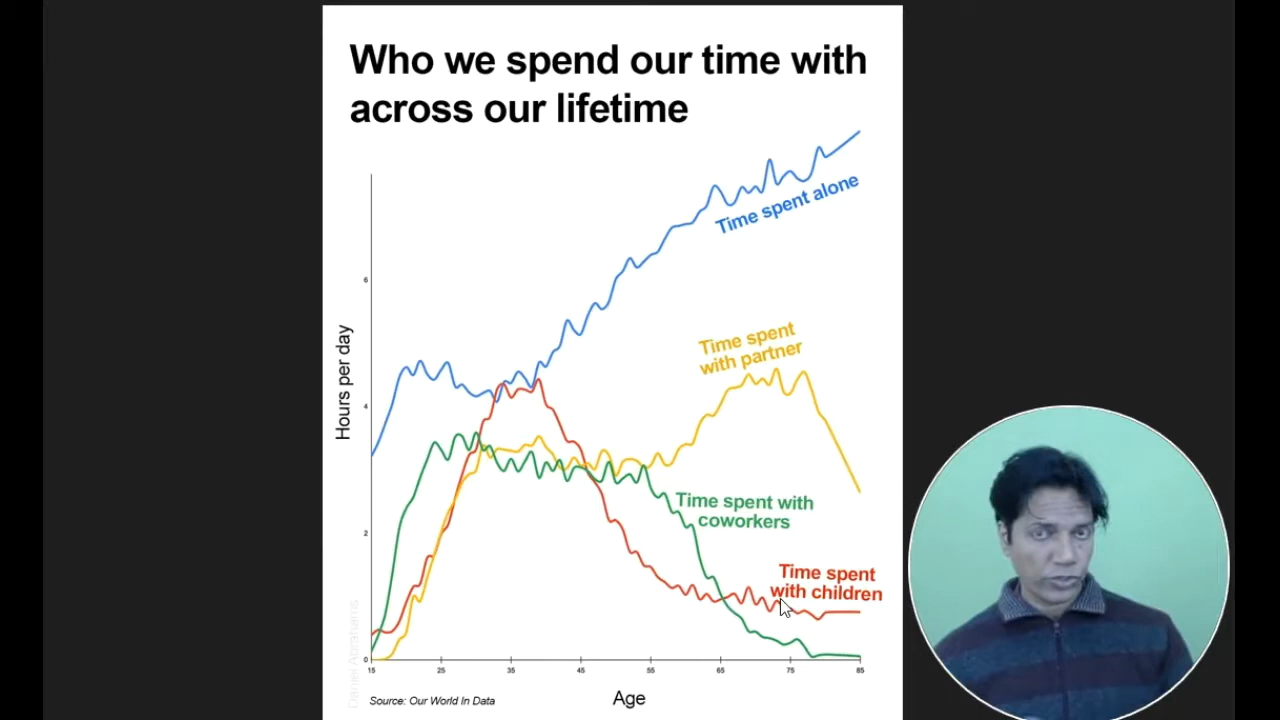 Who we spend our time with
across our lifetime
Time spent alone
6
Time spent
with partner
Hours per day
4
Time spent with
coworkers
2
Time spent
with children
Daniel Abrahams
0
15 25 35 45 55 65 75 85
Source: Our World In Data
Age